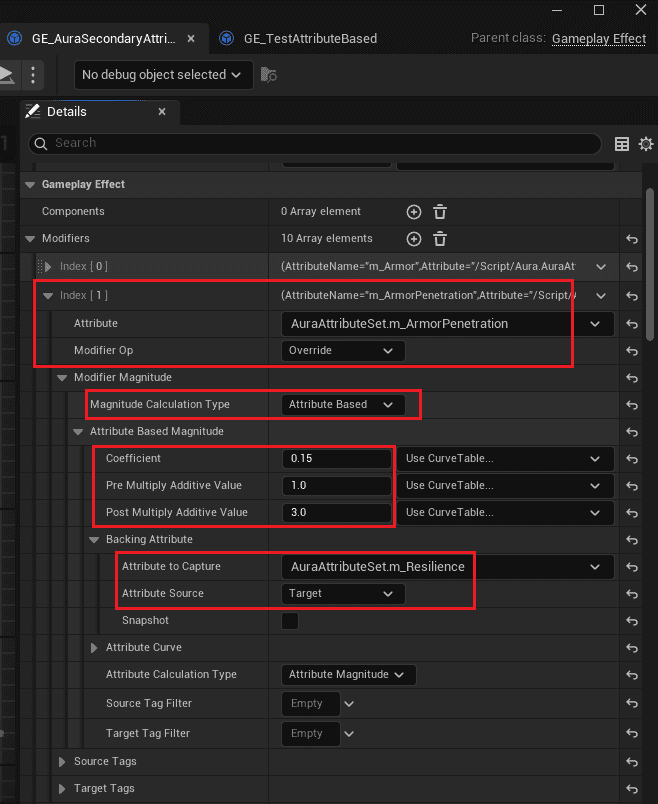 GE_AuraSecondaryAttri...
GE_TestAttributeBased
Parent class: Gameplay Effect
No debug object selected
Details
Search
Gameplay Effect
Components 0 Array element
Modifiers 10 Array elements
Index [ 0 ] (AttributeName="m_Armor",Attribute="/Script/Aura.AuraAtt
Index [ 1 ] (AttributeName="m_ArmorPenetration",Attribute="/Script/A
Attribute AuraAttributeSet.m_ArmorPenetration
Modifier Op Override
Modifier Magnitude
Magnitude Calculation Type Attribute Based
Attribute Based Magnitude
Coefficient 0.15 Use CurveTable...
Pre Multiply Additive Value 1.0 Use CurveTable...
Post Multiply Additive Value 3.0 Use CurveTable...
Backing Attribute
Attribute to Capture AuraAttributeSet.m_Resilience
Attribute Source Target
Snapshot
Attribute Curve
Attribute Calculation Type Attribute Magnitude
Source Tag Filter Empty
Target Tag Filter Empty
Source Tags
Target Tags